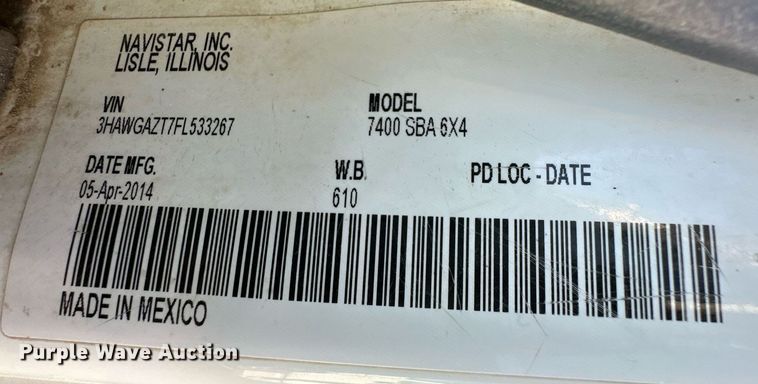 NAVISTAR, INC.
LISLE, ILLINOIS
VIN
3HAWGAZT7FL533267
MODEL
7400 SBA 6X4
DATE MFG.
05-Apr-2014
W.B.
610
PD LOC - DATE
MADE IN MEXICO
Purple Wave Auction